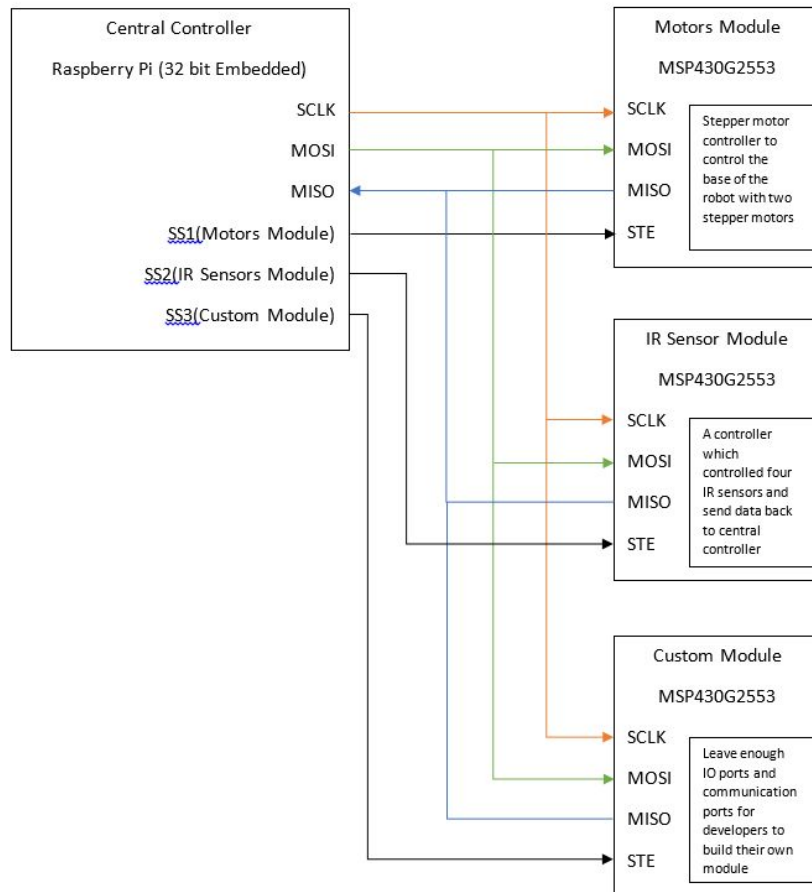 Central Controller
Raspberry Pi (32 bit Embedded)
SCLK
MOSI
MISO
SS1(Motors Module)
SS2(IR Sensors Module)
SS3(Custom Module)
Motors Module
MSP430G2553
SCLK
MOSI
MISO
STE
Stepper motor
controller to
control the
base of the
robot with two
stepper motors
IR Sensor Module
MSP430G2553
SCLK
MOSI
MISO
STE
A controller
which
controlled four
IR sensors and
send data back
to central
controller
Custom Module
MSP430G2553
SCLK
MOSI
MISO
STE
Leave enough
IO ports and
communication
ports for
developers to
build their own
module